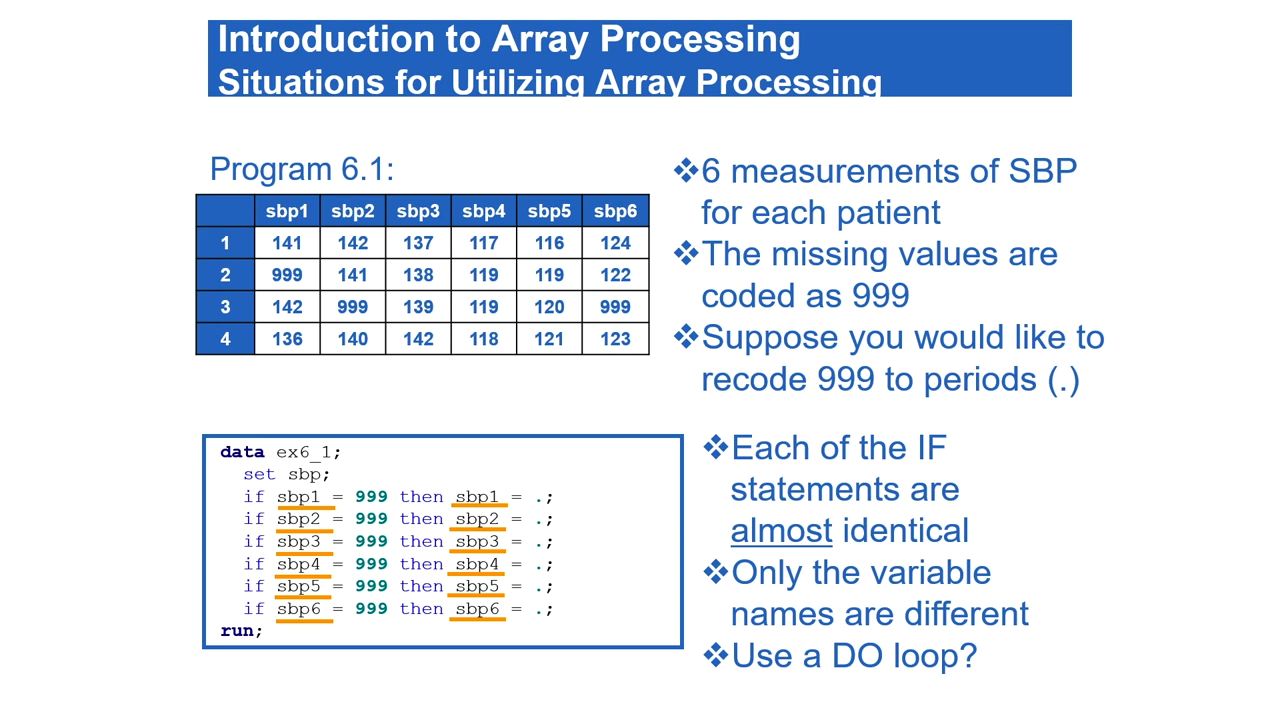 Introduction to Array Processing
Situations for Utilizing Array Processing
Program 6.1:
sbp1 sbp2 sbp3 sbp4 sbp5 sbp6
1 141 142 137 117 116 124
2 999 141 138 119 119 122
3 142 999 139 119 120 999
4 136 140 142 118 121 123
❖6 measurements of SBP
for each patient
❖The missing values are
coded as 999
❖Suppose you would like to
recode 999 to periods (.)
data ex6_1;
set sbp;
if sbp1 = 999 then sbp1 = .;
if sbp2 = 999 then sbp2 = .;
if sbp3 = 999 then sbp3 = .;
if sbp4 = 999 then sbp4 = .;
if sbp5 = 999 then sbp5 = .;
if sbp6 = 999 then sbp6 = .;
run;
❖Each of the IF
statements are
almost identical
❖Only the variable
names are different
❖Use a DO loop?